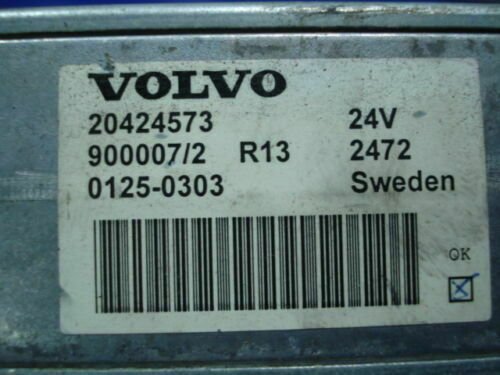 VOLVO
20424573 24V
900007/2 R13 2472
0125-0303 Sweden
OK